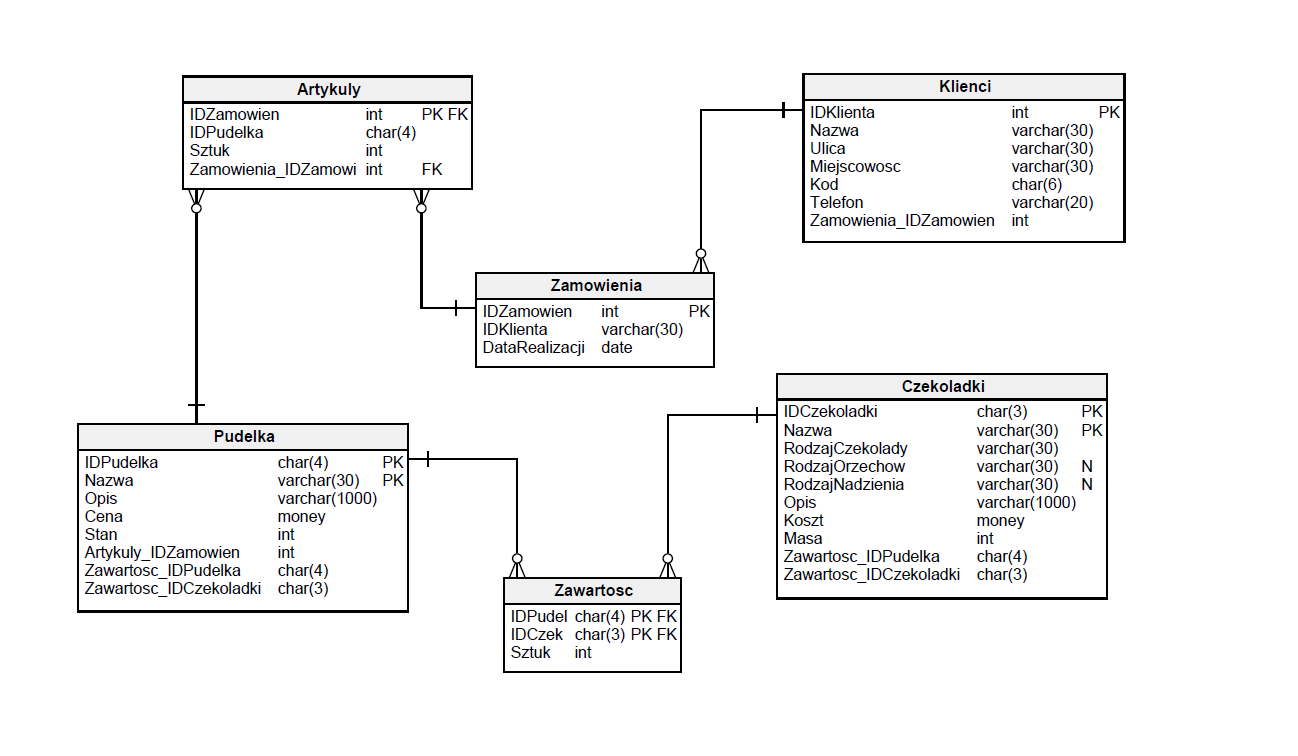 Artykuly
IDZamowien int PK FK
IDPudelka char(4)
Sztuk int
Zamowienia_IDZamowi int FK
Klienci
IDKlienta int PK
Nazwa varchar(30)
Ulica varchar(30)
Miejscowosc varchar(30)
Kod char(6)
Telefon varchar(20)
Zamowienia_IDZamowien int
Zamowienia
IDZamowien int PK
IDKlienta varchar(30)
DataRealizacji date
Czekoladki
IDCzekoladki char(3) PK
Nazwa varchar(30) PK
RodzajCzekolady varchar(30)
RodzajOrzechow varchar(30) N
RodzajNadzienia varchar(30) N
Opis varchar(1000)
Koszt money
Masa int
Zawartosc_IDPudelka char(4)
Zawartosc_IDCzekoladki char(3)
Pudelka
IDPudelka char(4) PK
Nazwa varchar(30) PK
Opis varchar(1000)
Cena money
Stan int
Artykuly_IDZamowien int
Zawartosc_IDPudelka char(4)
Zawartosc_IDCzekoladki char(3)
Zawartosc
IDPudel char(4) PK FK
IDCzek char(3) PK FK
Sztuk int